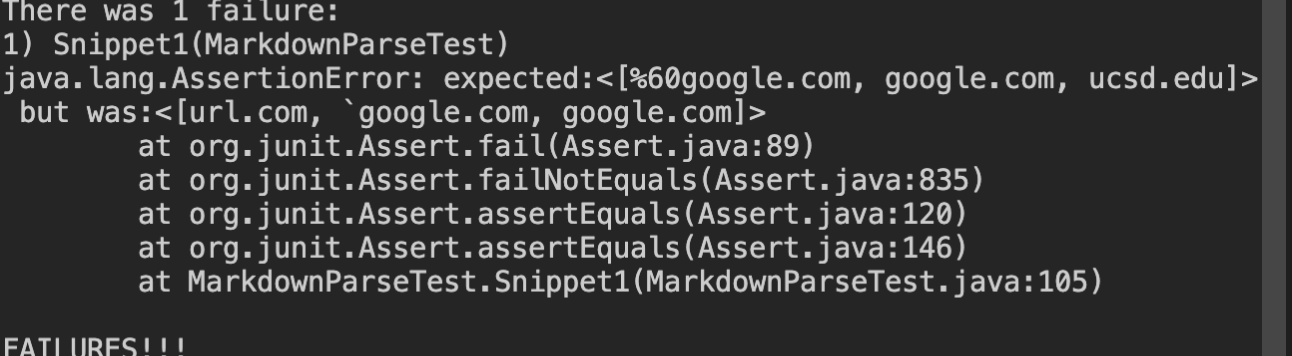 There was 1 failure:
1) Snippet1(MarkdownParseTest)
java.lang.AssertionError: expected:<[%60google.com, google.com, ucsd.edu]>
 but was:<[url.com, `google.com, google.com]>
        at org.junit.Assert.fail(Assert.java:89)
        at org.junit.Assert.failNotEquals(Assert.java:835)
        at org.junit.Assert.assertEquals(Assert.java:120)
        at org.junit.Assert.assertEquals(Assert.java:146)
        at MarkdownParseTest.Snippet1(MarkdownParseTest.java:105)
FAILURES!!!